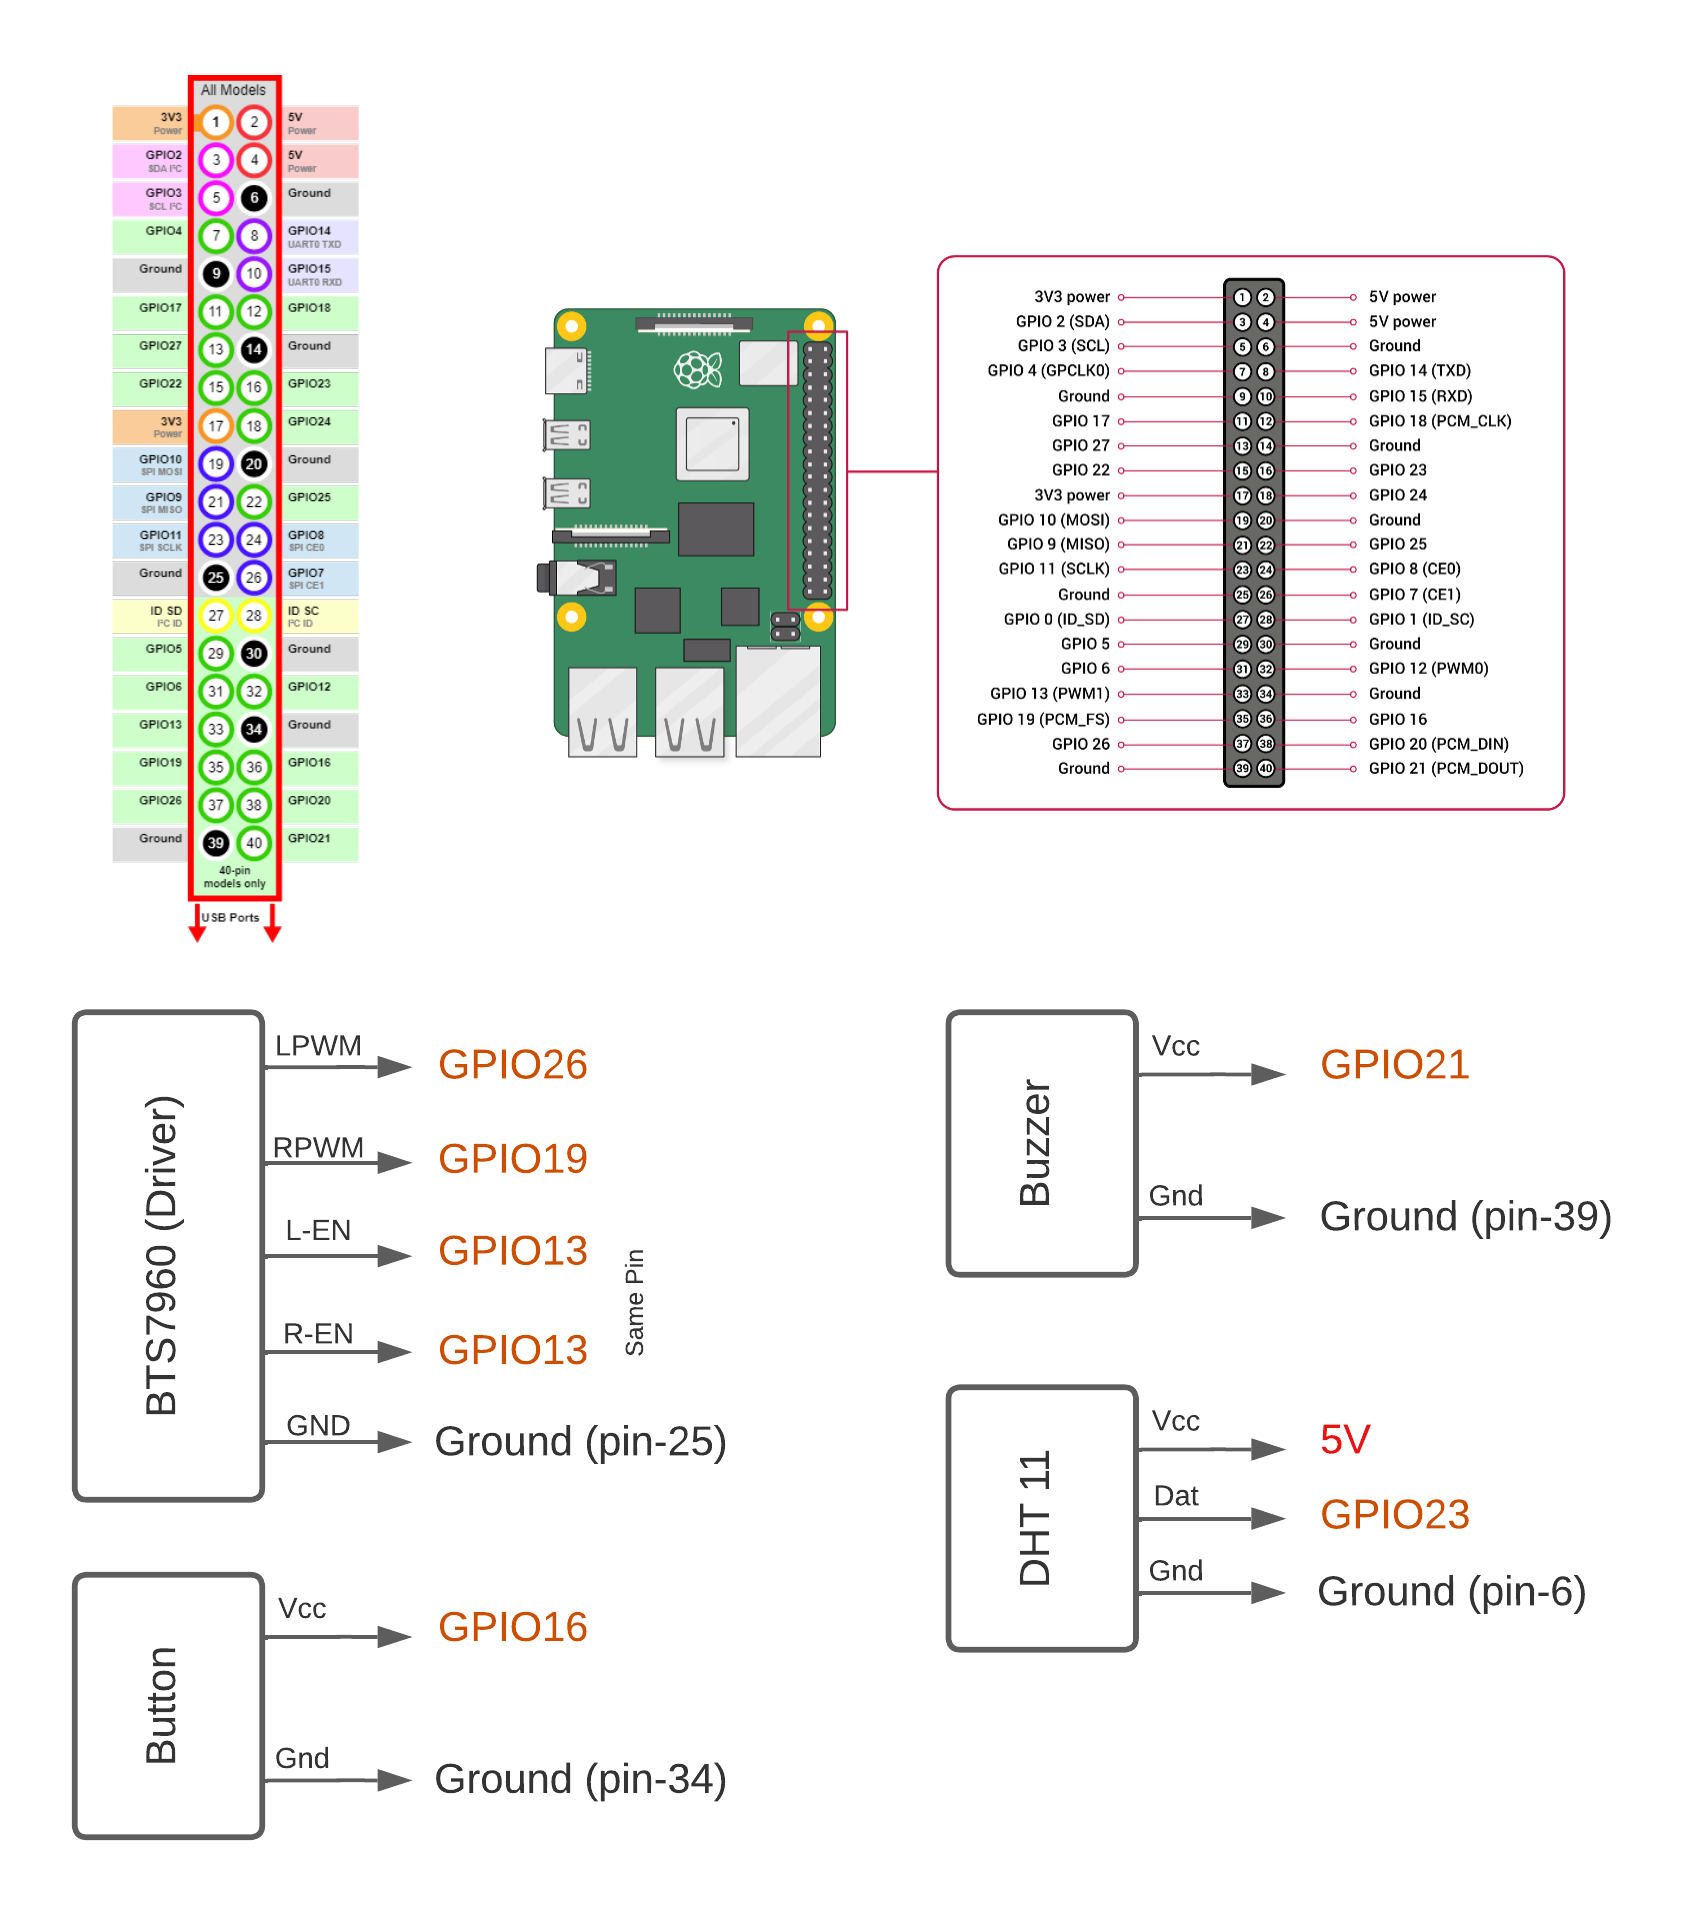 All Models
3V3 Power 1 2 5V Power
GPIO2 SDA I²C 3 4 5V Power
GPIO3 SCL I²C 5 6 Ground
GPIO4 7 8 GPIO14 UART0 TXD
Ground 9 10 GPIO15 UART0 RXD
GPIO17 11 12 GPIO18
GPIO27 13 14 Ground
GPIO22 15 16 GPIO23
3V3 Power 17 18 GPIO24
GPIO10 SPI MOSI 19 20 Ground
GPIO9 SPI MISO 21 22 GPIO25
GPIO11 SPI SCLK 23 24 GPIO8 SPI CE0
Ground 25 26 GPIO7 SPI CE1
ID SD I²C ID 27 28 ID SC I²C ID
GPIO5 29 30 Ground
GPIO6 31 32 GPIO12
GPIO13 33 34 Ground
GPIO19 35 36 GPIO16
GPIO26 37 38 GPIO20
Ground 39 40 GPIO21
40-pin
models only
USB Ports
3V3 power 1 2 5V power
GPIO 2 (SDA) 3 4 5V power
GPIO 3 (SCL) 5 6 Ground
GPIO 4 (GPCLK0) 7 8 GPIO 14 (TXD)
Ground 9 10 GPIO 15 (RXD)
GPIO 17 11 12 GPIO 18 (PCM_CLK)
GPIO 27 13 14 Ground
GPIO 22 15 16 GPIO 23
3V3 power 17 18 GPIO 24
GPIO 10 (MOSI) 19 20 Ground
GPIO 9 (MISO) 21 22 GPIO 25
GPIO 11 (SCLK) 23 24 GPIO 8 (CE0)
Ground 25 26 GPIO 7 (CE1)
GPIO 0 (ID_SD) 27 28 GPIO 1 (ID_SC)
GPIO 5 29 30 Ground
GPIO 6 31 32 GPIO 12 (PWM0)
GPIO 13 (PWM1) 33 34 Ground
GPIO 19 (PCM_FS) 35 36 GPIO 16
GPIO 26 37 38 GPIO 20 (PCM_DIN)
Ground 39 40 GPIO 21 (PCM_DOUT)
BTS7960 (Driver)
LPWM GPIO26
RPWM GPIO19
L-EN GPIO13
R-EN GPIO13
Same Pin
GND Ground (pin-25)
Buzzer
Vcc GPIO21
Gnd Ground (pin-39)
DHT 11
Vcc 5V
Dat GPIO23
Gnd Ground (pin-6)
Button
Vcc GPIO16
Gnd Ground (pin-34)